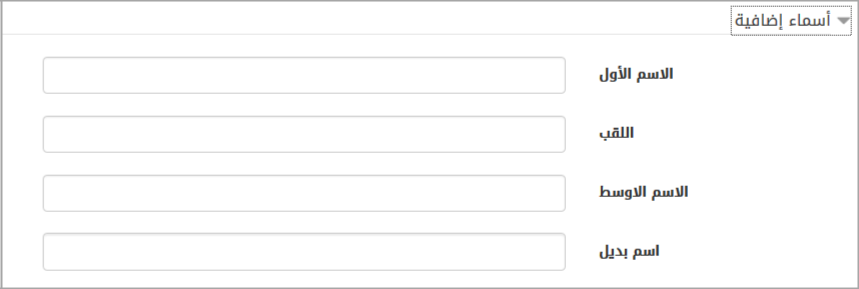 أسماء إضافية
الاسم الأول
اللقب
الاسم الاوسط
اسم بديل